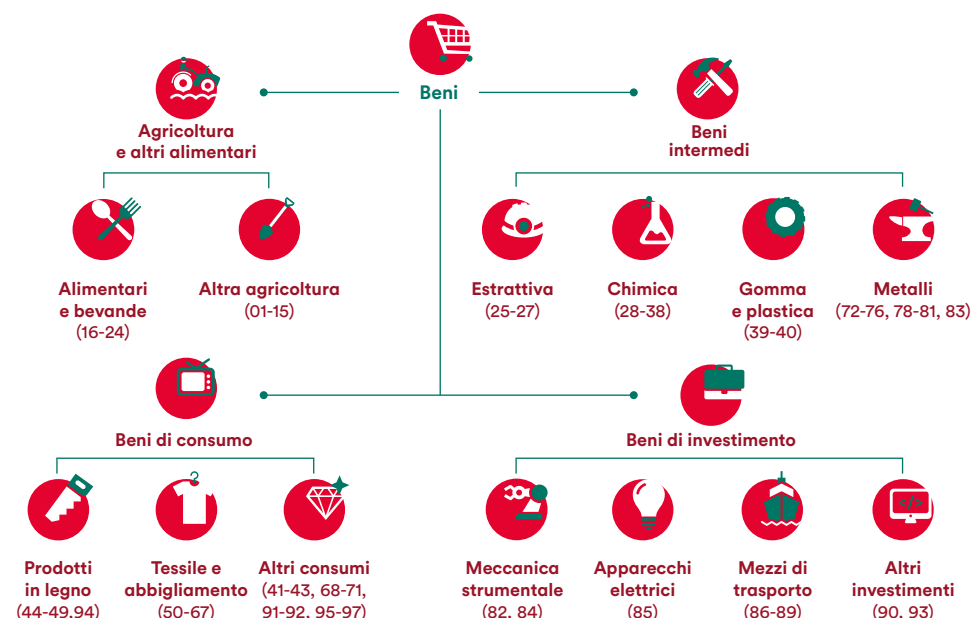 Beni
Agricoltura
e altri alimentari
Beni
intermedi
Alimentari
e bevande
(16-24)
Altra agricoltura
(01-15)
Estrattiva
(25-27)
Chimica
(28-38)
Gomma
e plastica
(39-40)
Metalli
(72-76, 78-81, 83)
Beni di consumo
Beni di investimento
Prodotti
in legno
(44-49,94)
Tessile e
abbigliamento
(50-67)
Altri consumi
(41-43, 68-71,
91-92, 95-97)
Meccanica
strumentale
(82, 84)
Apparecchi
elettrici
(85)
Mezzi di
trasporto
(86-89)
</>
Altri
investimenti
(90, 93)